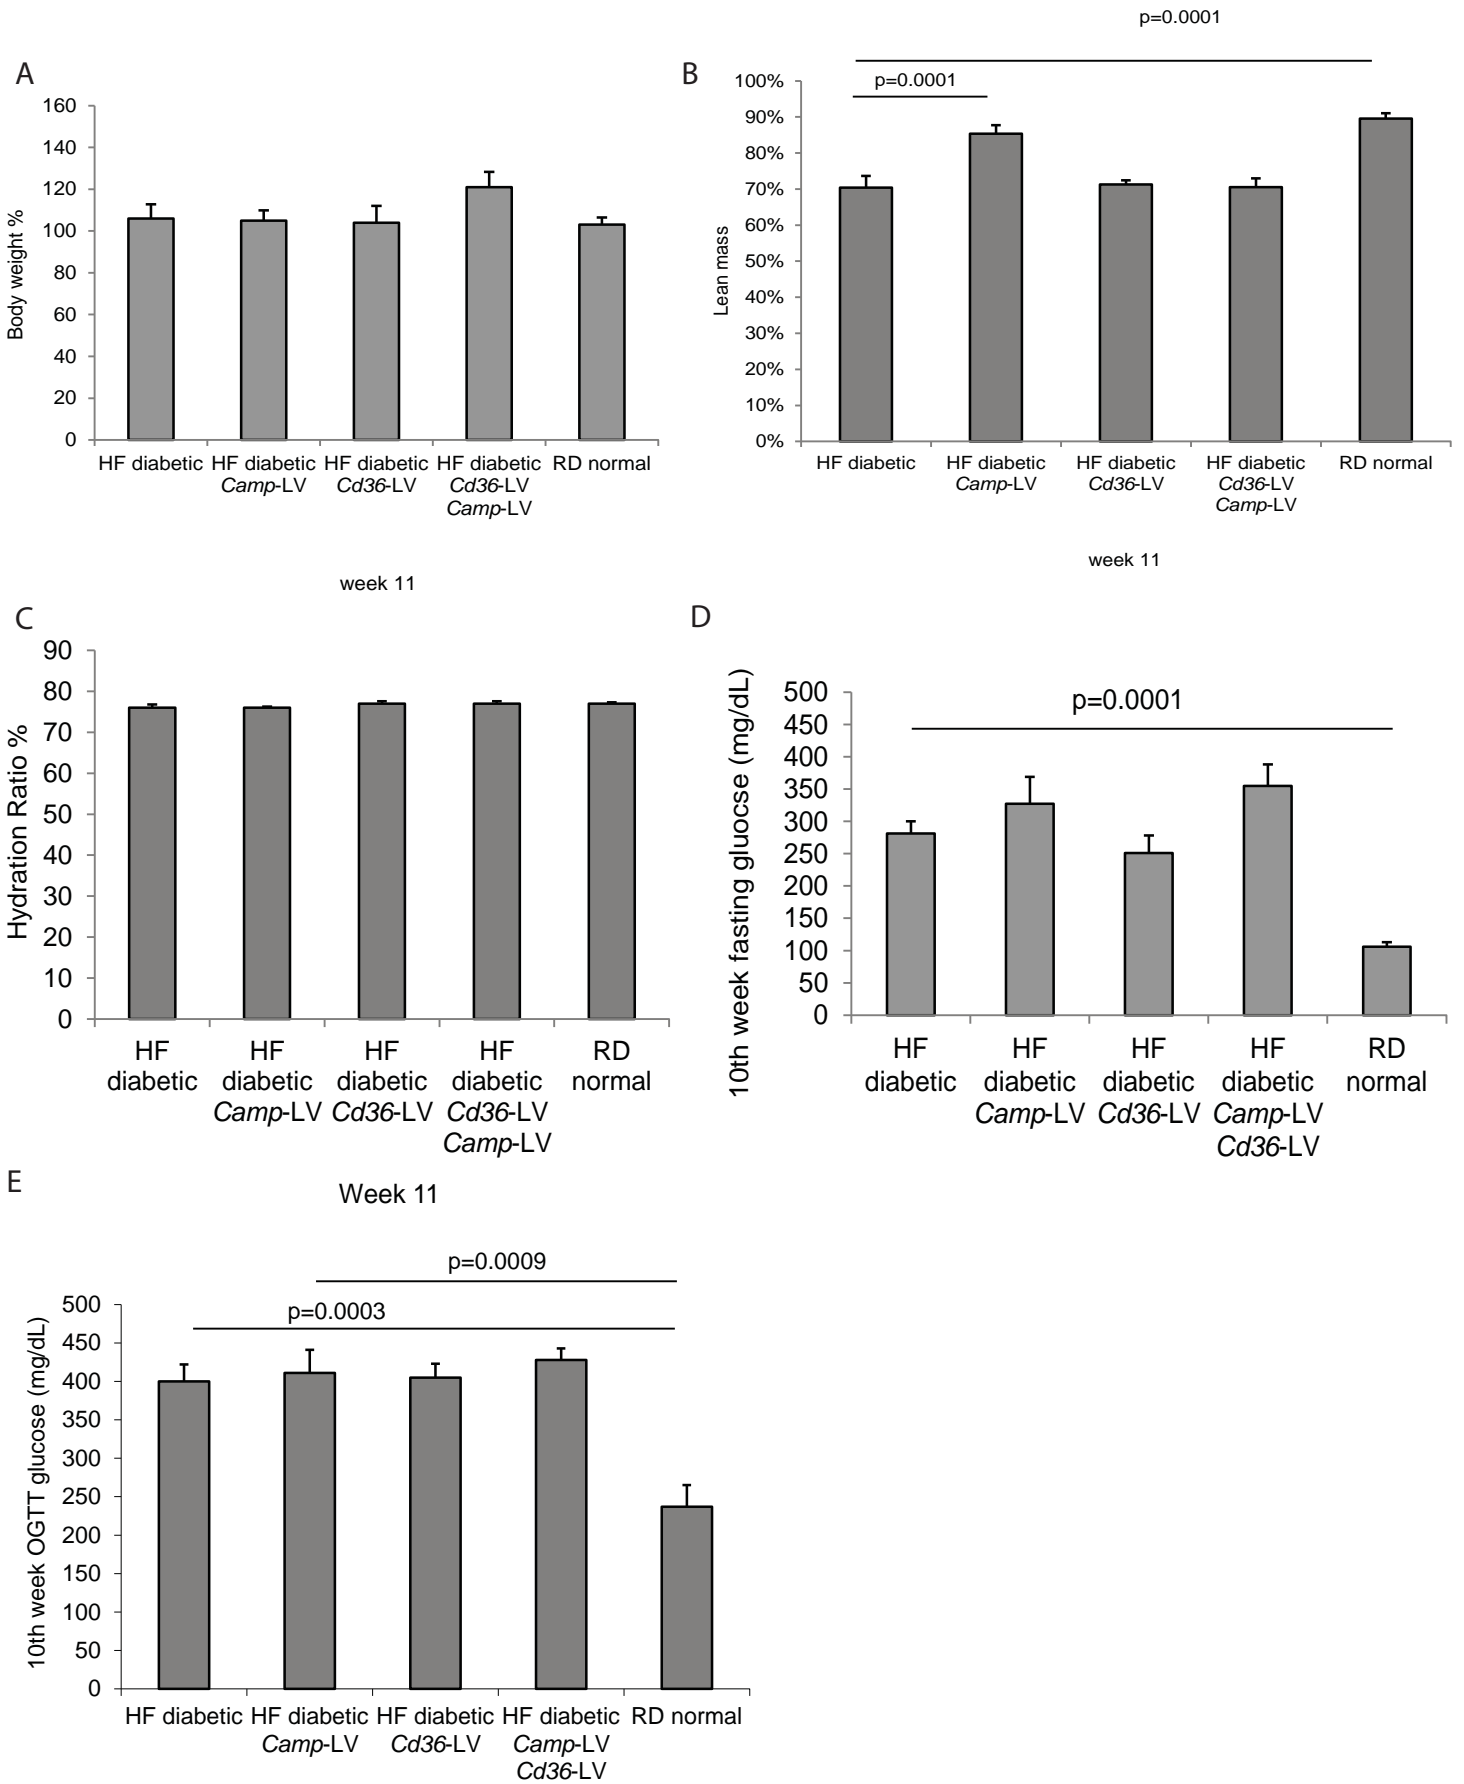 A
Body weight %
160
140
120
100
80
60
40
20
0
HF diabetic HF diabetic HF diabetic HF diabetic RD normal
Camp-LV Cd36-LV Cd36-LV
Camp-LV
week 11
B
p=0.0001
p=0.0001
Lean mass
100%
90%
80%
70%
60%
50%
40%
30%
20%
10%
0%
HF diabetic HF diabetic HF diabetic HF diabetic RD normal
Camp-LV Cd36-LV Cd36-LV
Camp-LV
week 11
C
Hydration Ratio %
90
80
70
60
50
40
30
20
10
0
HF HF HF HF RD
diabetic diabetic diabetic diabetic normal
Camp-LV Cd36-LV Cd36-LV
Camp-LV
Week 11
D
10th week fasting gluocse (mg/dL)
p=0.0001
500
450
400
350
300
250
200
150
100
50
0
HF HF HF HF RD
diabetic diabetic diabetic diabetic normal
Camp-LV Cd36-LV Camp-LV
Cd36-LV
E
p=0.0009
p=0.0003
10th week OGTT glucose (mg/dL)
500
450
400
350
300
250
200
150
100
50
0
HF diabetic HF diabetic HF diabetic HF diabetic RD normal
Camp-LV Cd36-LV Camp-LV
Cd36-LV